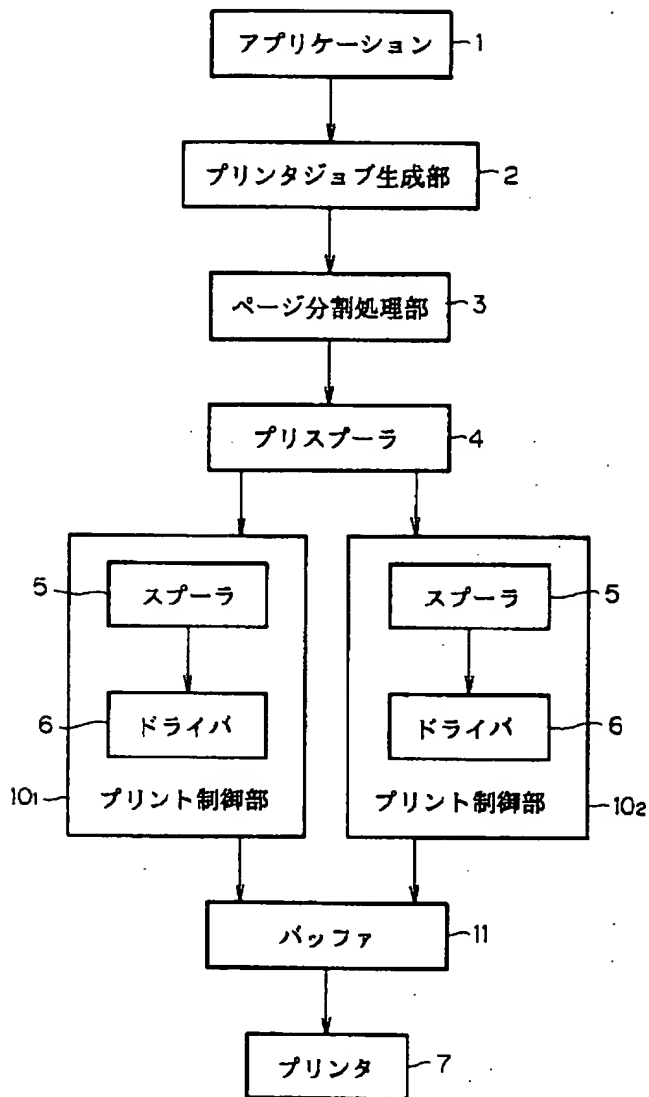 アプリケーション 1
プリンタジョブ生成部 2
ページ分割処理部 3
プリスプーラ 4
5 スプーラ スプーラ 5
6 ドライバ ドライバ 6
10₁ プリント制御部 プリント制御部 10₂
バッファ 11
プリンタ 7